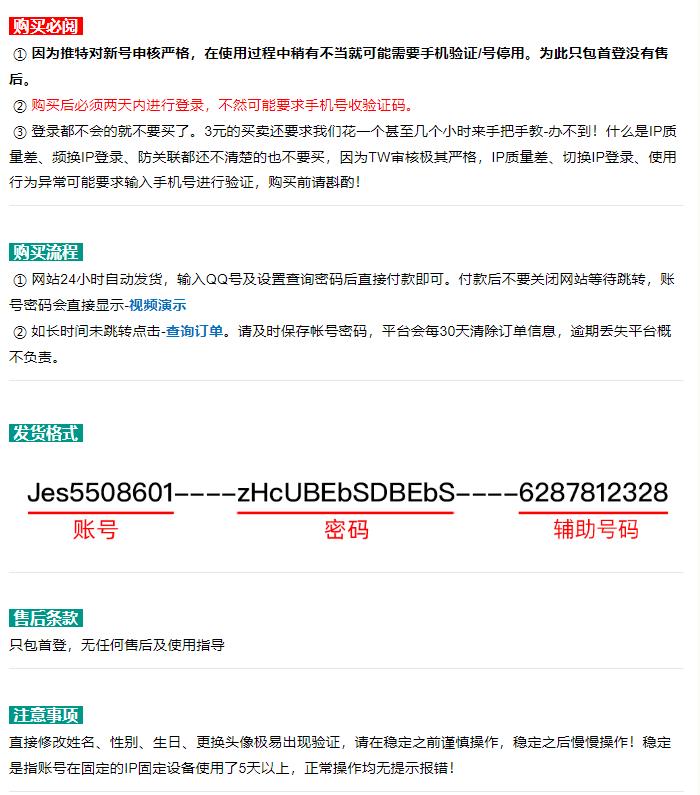 购买必阅
① 因为推特对新号审核严格，在使用过程中稍有不当就可能需要手机验证/号停用。为此只包首登没有售
后。
② 购买后必须两天内进行登录，不然可能要求手机号收验证码。
③ 登录都不会的就不要买了。3元的买卖还要求我们花一个甚至几个小时来手把手教-办不到！什么是IP质
量差、频换IP登录、防关联都还不清楚的也不要买，因为TW审核极其严格，IP质量差、切换IP登录、使用
行为异常可能要求输入手机号进行验证，购买前请斟酌！
购买流程
① 网站24小时自动发货，输入QQ号及设置查询密码后直接付款即可。付款后不要关闭网站等待跳转，账
号密码会直接显示-视频演示
② 如长时间未跳转点击-查询订单。请及时保存帐号密码，平台会每30天清除订单信息，逾期丢失平台概
不负责。
发货格式
Jes5508601----zHcUBEbSDBEbS----6287812328
账号 密码 辅助号码
售后条款
只包首登，无任何售后及使用指导
注意事项
直接修改姓名、性别、生日、更换头像极易出现验证，请在稳定之前谨慎操作，稳定之后慢慢操作！稳定
是指账号在固定的IP固定设备使用了5天以上，正常操作均无提示报错！